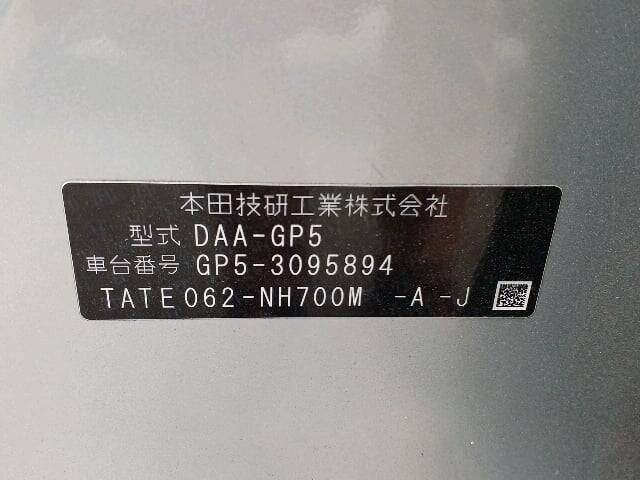 本田技研工業株式会社
型式 DAA-GP5
車台番号 GP5-3095894
TATE062-NH700M -A -J